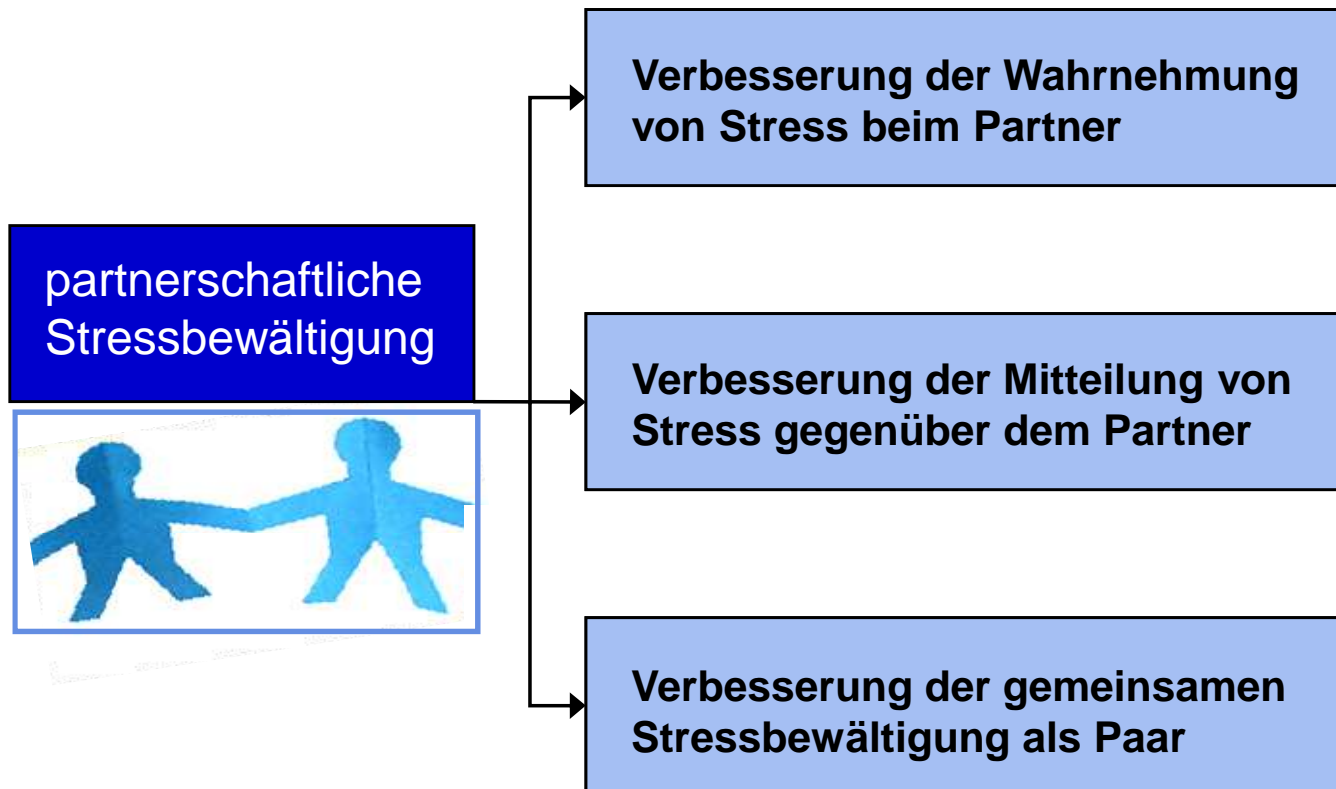 Verbesserung der Wahrnehmung
von Stress beim Partner
partnerschaftliche
Stressbewältigung
Verbesserung der Mitteilung von
Stress gegenüber dem Partner
Verbesserung der gemeinsamen
Stressbewältigung als Paar